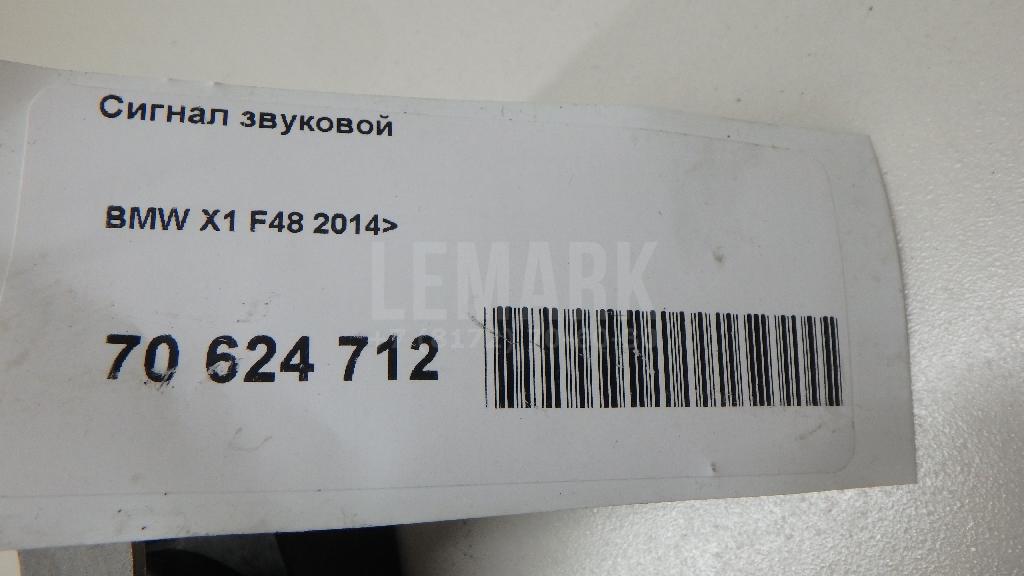 Сигнал звуковой
BMW X1 F48 2014>
LEMARK
70 624 712